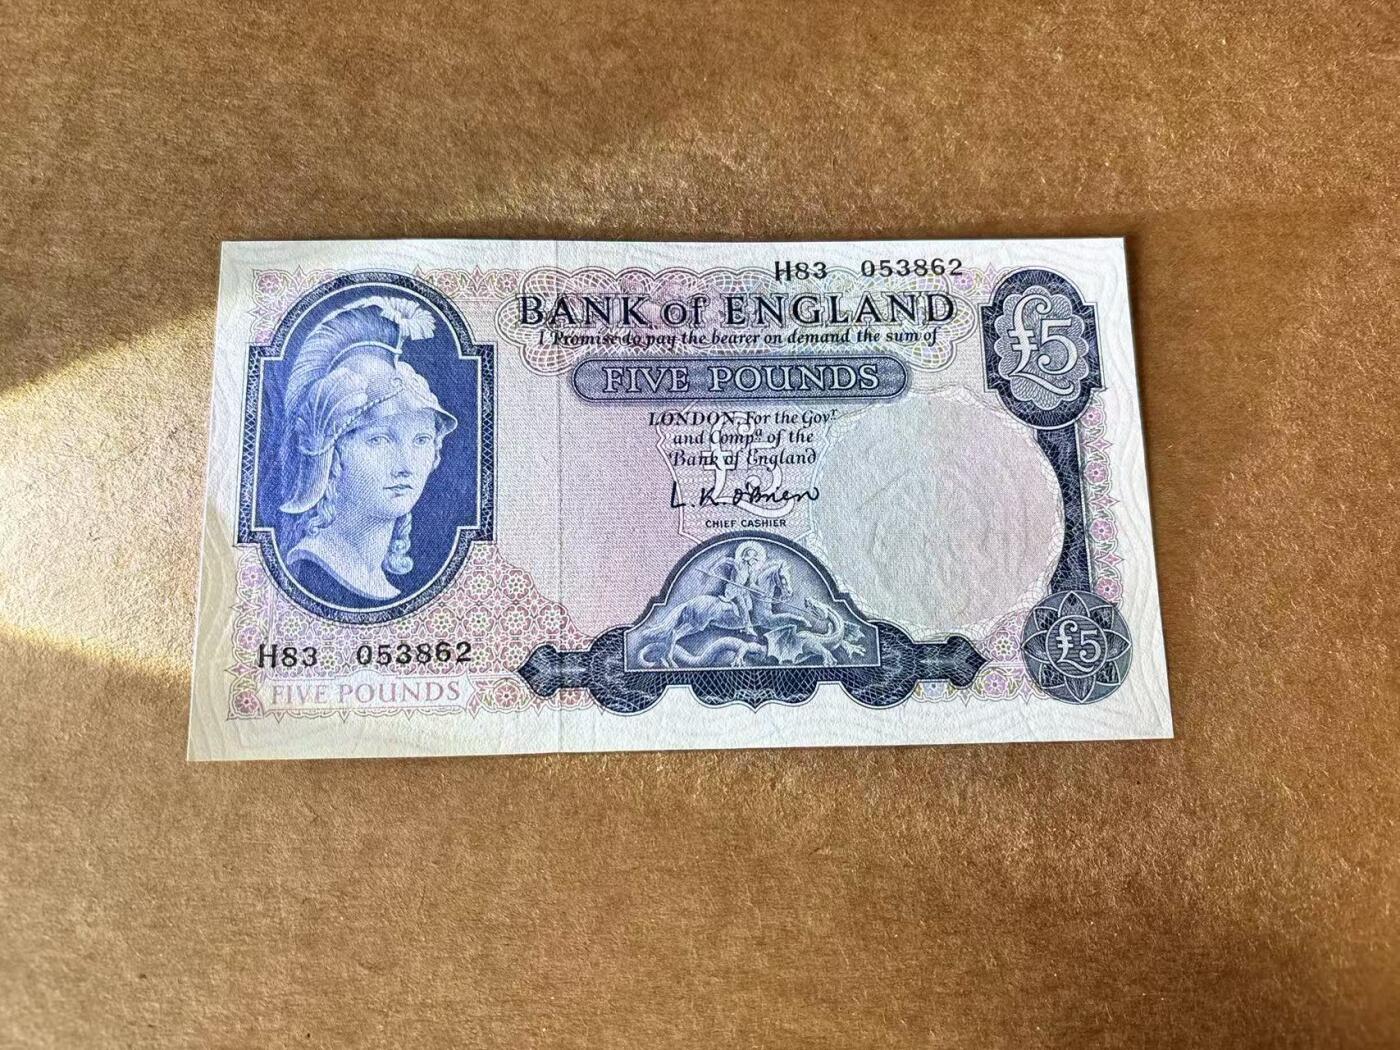 H83 053862
BANK of ENGLAND
I Promise to pay the bearer on demand the sum of
FIVE POUNDS
£5
LONDON, For the Govr
and Compa of the
Bank of England
£5
L. K. O'Brien
CHIEF CASHIER
H83 053862
FIVE POUNDS
£5